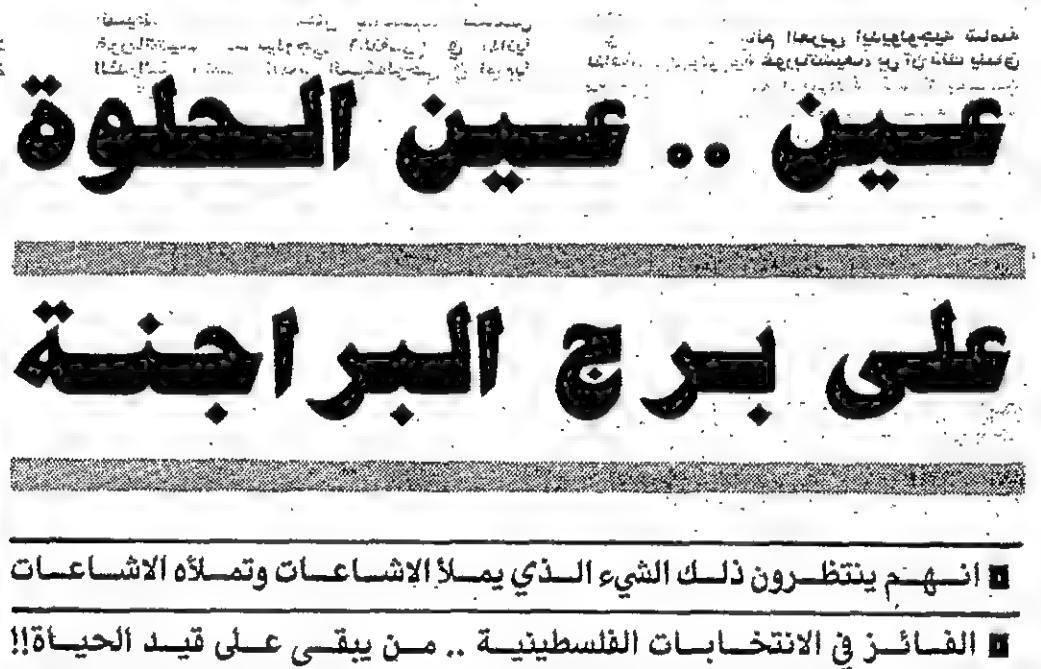 عين .. عين الحلوة
على برج البراجنة
انهم ينتظرون ذلك الشيء الذي يملأ الاشاعات وتملأه الاشاعات
الفائز في الانتخابات الفلسطينية .. من يبقى على قيد الحياة!!